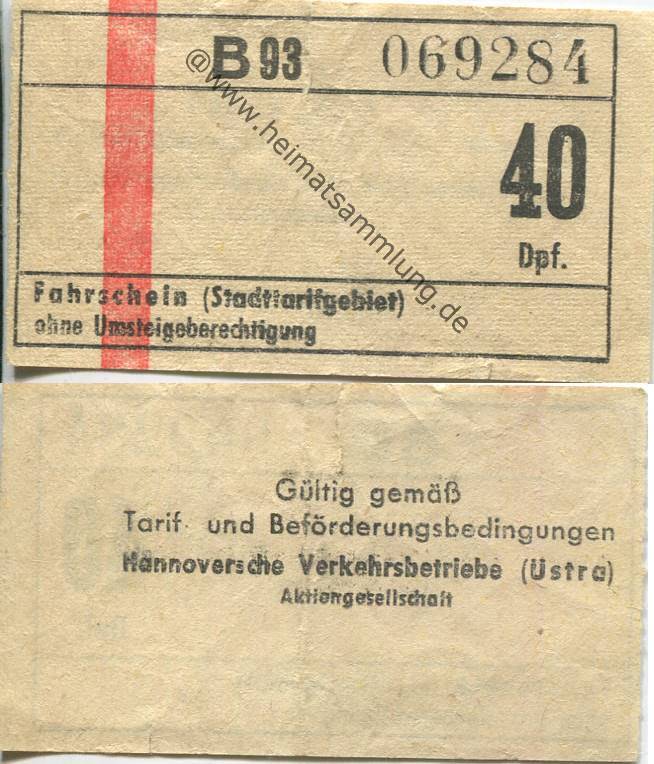 B 93 069284
40
Dpf.
Fahrschein (Stadttarifgebiet)
ohne Umsteigeberechtigung
@www.heimatsammlung.de
Gültig gemäß
Tarif- und Beförderungsbedingungen
Hannoversche Verkehrsbetriebe (Üstra)
Aktiengesellschaft